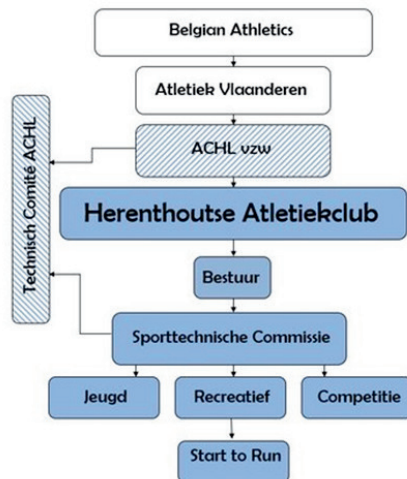 Belgian Athletics
Atletiek Vlaanderen
Technisch Comité ACHL
ACHL vzw
Herenthoutse Atletiekclub
Bestuur
Sporttechnische Commissie
Jeugd
Recreatief
Competitie
Start to Run